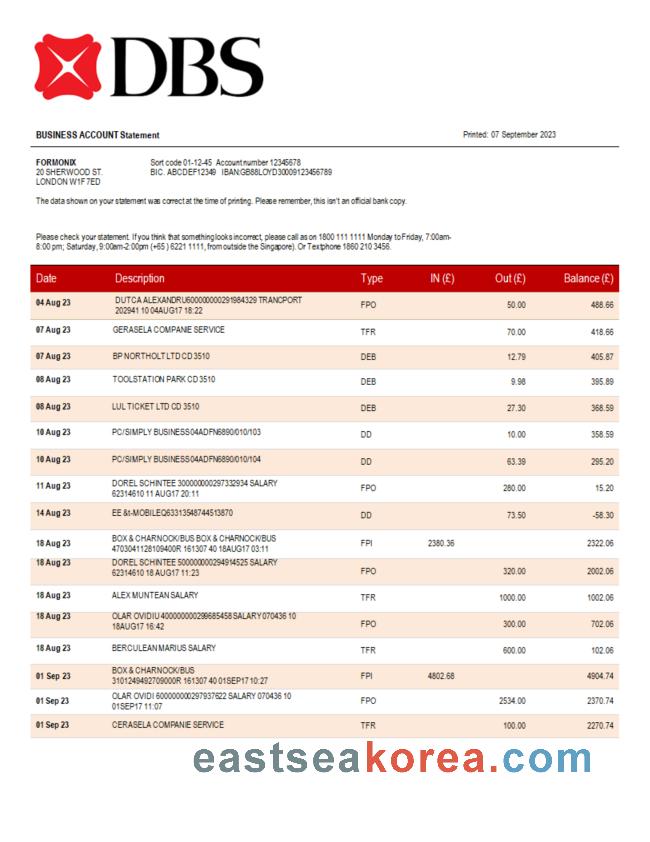 DBS
BUSINESS ACCOUNT Statement Printed: 07 September 2023
FORMONIX Sort code 01-12-45 Account number 12345678
20 SHERWOOD ST. BIC. ABCDEF12349 IBAN:GB88LOYD30009123456789
LONDON W1F 7ED
The data shown on your statement was correct at the time of printing. Please remember, this isn't an official bank copy.
Please check your statement. If you think that something looks incorrect, please call as on 1800 111 1111 Monday to Friday, 7:00am-
8:00 pm; Saturday, 9:00am-2:00pm (+65 ) 6221 1111, from outside the Singapore). Or Textphone 1860 210 3456.
Date Description Type IN (£) Out (£) Balance (£)
04 Aug 23 DUTCA ALEXANDRU600000000291984329 TRANCPORT FPO 50.00 488.66
202941 10 04AUG17 18:22
07 Aug 23 GERASELA COMPANIE SERVICE TFR 70.00 418.66
07 Aug 23 BP NORTHOLT LTD CD 3510 DEB 12.79 405.87
08 Aug 23 TOOLSTATION PARK CD 3510 DEB 9.98 395.89
08 Aug 23 LUL TICKET LTD CD 3510 DEB 27.30 368.59
10 Aug 23 PC/SIMPLY BUSINESS04ADFN6890/010/103 DD 10.00 358.59
10 Aug 23 PC/SIMPLY BUSINESS04ADFN6890/010/104 DD 63.39 295.20
11 Aug 23 DOREL SCHINTEE 300000000297332934 SALARY FPO 280.00 15.20
62314610 11 AUG17 20:11
14 Aug 23 EE &t-MOBILEQ63313548744513870 DD 73.50 -58.30
18 Aug 23 BOX & CHARNOCK/BUS BOX & CHARNOCK/BUS FPI 2380.36 2322.06
4703041128109400R 161307 40 18AUG17 03:11
18 Aug 23 DOREL SCHINTEE 500000000294914525 SALARY FPO 320.00 2002.06
62314610 18 AUG17 11:23
18 Aug 23 ALEX MUNTEAN SALARY TFR 1000.00 1002.06
18 Aug 23 OLAR OVIDIU 400000000299685458 SALARY 070436 10 FPO 300.00 702.06
18AUG17 16:42
18 Aug 23 BERCULEAN MARIUS SALARY TFR 600.00 102.06
01 Sep 23 BOX & CHARNOCK/BUS FPI 4802.68 4904.74
3101249492709000R 161307 40 01SEP17 10:27
01 Sep 23 OLAR OVIDI 600000000297937622 SALARY 070436 10 FPO 2534.00 2370.74
01SEP17 11:07
01 Sep 23 CERASELA COMPANIE SERVICE TFR 100.00 2270.74
eastseakorea.com